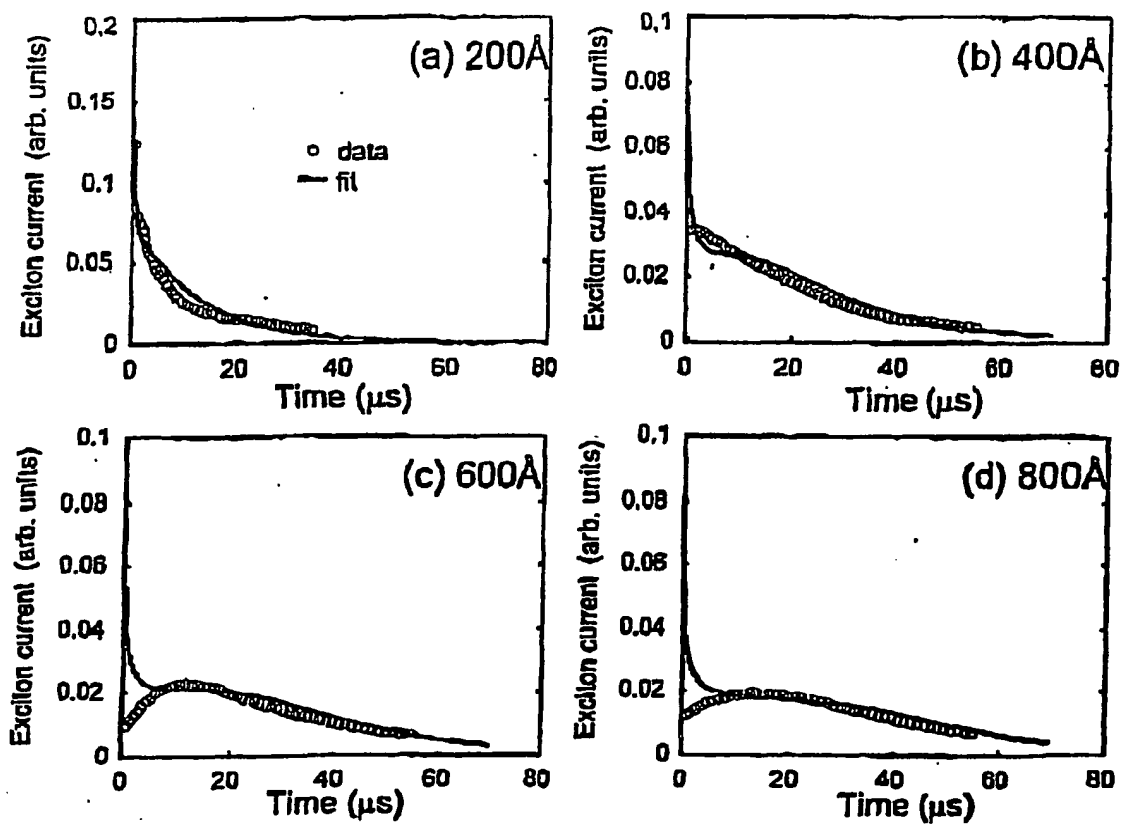 (a) 200Å
Exciton current (arb. units)
0.2
0.15
0.1
0.05
0
data
fit
0 20 40 60 80
Time (µs)
(b) 400Å
Exciton current (arb. units)
0.1
0.08
0.06
0.04
0.02
0
0 20 40 60 80
Time (µs)
(c) 600Å
Exciton current (arb. units)
0.1
0.08
0.06
0.04
0.02
0
0 20 40 60 80
Time (µs)
(d) 800Å
Exciton current (arb. units)
0.1
0.08
0.06
0.04
0.02
0
0 20 40 60 80
Time (µs)